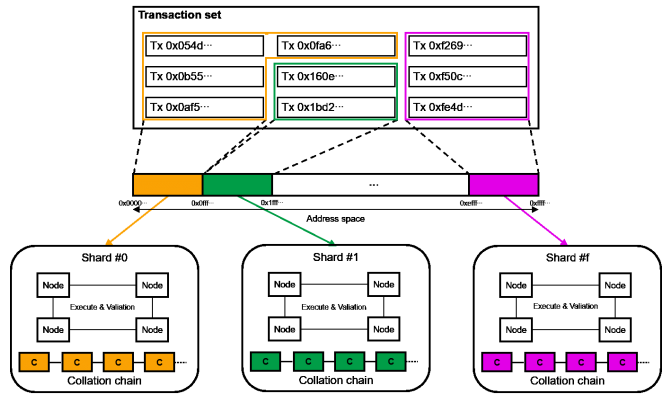 Transaction set
Tx 0x054d··· Tx 0x0fa6··· Tx 0xf269···
Tx 0x0b55··· Tx 0x160e··· Tx 0xf50c···
Tx 0x0af5··· Tx 0x1bd2··· Tx 0xfe4d···
...
0x0000··· 0x0fff··· 0x1fff··· 0xefff··· 0xffff···
Address space
Shard #0 Shard #1 Shard #f
Node Node Node Node Node Node
Execute & Valiation Execute & Valiation Execute & Valiation
Node Node Node Node Node Node
C C C C C C C C C C C C
Collation chain Collation chain Collation chain